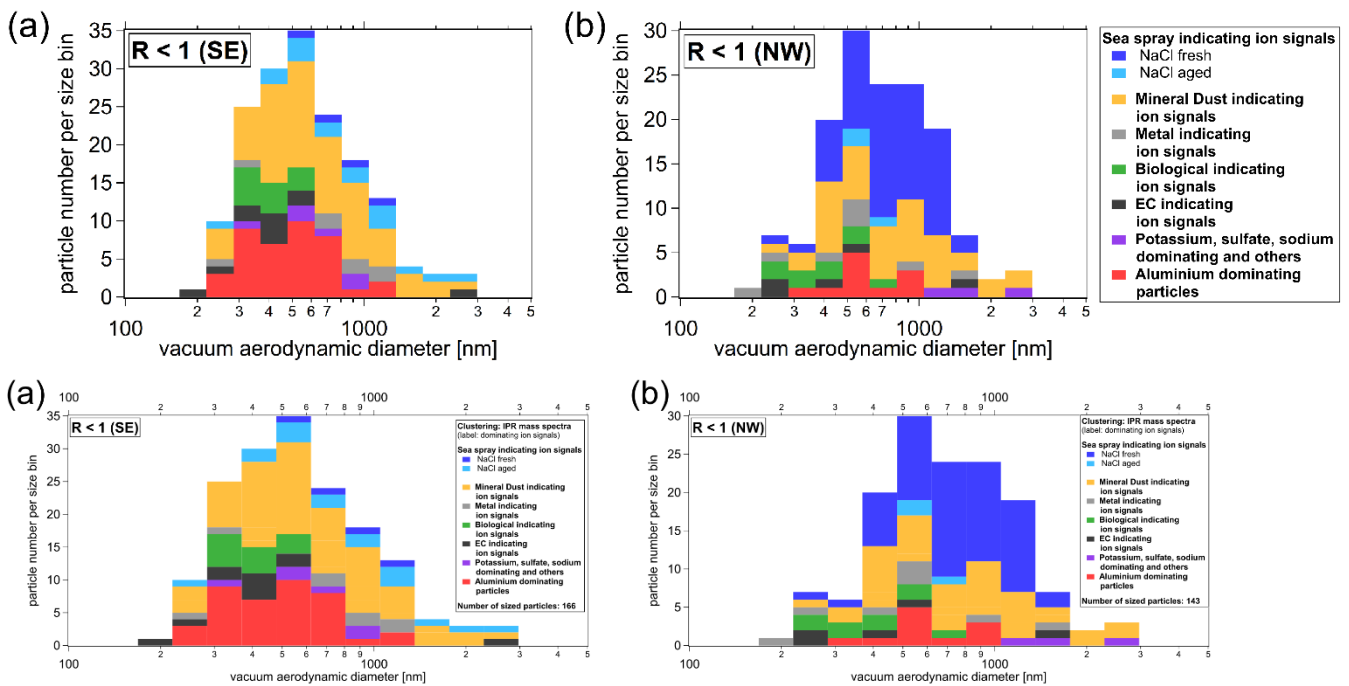 (a)
R < 1 (SE)
particle number per size bin
35
30
25
20
15
10
5
0
100
2 3 4 5 6 7
1000
2 3 4 5
vacuum aerodynamic diameter [nm]
(b)
R < 1 (NW)
particle number per size bin
30
25
20
15
10
5
0
100
2 3 4 5 6 7
1000
2 3 4 5
vacuum aerodynamic diameter [nm]
Sea spray indicating ion signals
NaCl fresh
NaCl aged
Mineral Dust indicating
ion signals
Metal indicating
ion signals
Biological indicating
ion signals
EC indicating
ion signals
Potassium, sulfate, sodium
dominating and others
Aluminium dominating
particles
(a)
100 2 3 4 5 6 7 8 9 1000 2 3 4 5
R < 1 (SE)
particle number per size bin
35
30
25
20
15
10
5
0
Clustering: IPR mass spectra
(label: dominating ion signals)
Sea spray indicating ion signals
NaCl fresh
NaCl aged
Mineral Dust indicating
ion signals
Metal indicating
ion signals
Biological indicating
ion signals
EC Indicating
ion signals
Potassium, sulfate, sodium
dominating and others
Aluminium dominating
particles
Number of sized particles: 166
100 2 3 4 5 6 7 8 9 1000 2 3 4 5
vacuum aerodynamic diameter [nm]
(b)
100 2 3 4 5 6 7 8 9 1000 2 3 4 5
R < 1 (NW)
particle number per size bin
30
25
20
15
10
5
0
Clustering: IPR mass spectra
(label: dominating ion signals)
Sea spray indicating ion signals
NaCl fresh
NaCl aged
Mineral Dust indicating
ion signals
Metal indicating
ion signals
Biological indicating
ion signals
EC Indicating
ion signals
Potassium, sulfate, sodium
dominating and others
Aluminium dominating
particles
Number of sized particles: 143
100 2 3 4 5 6 7 8 9 1000 2 3 4 5
vacuum aerodynamic diameter [nm]